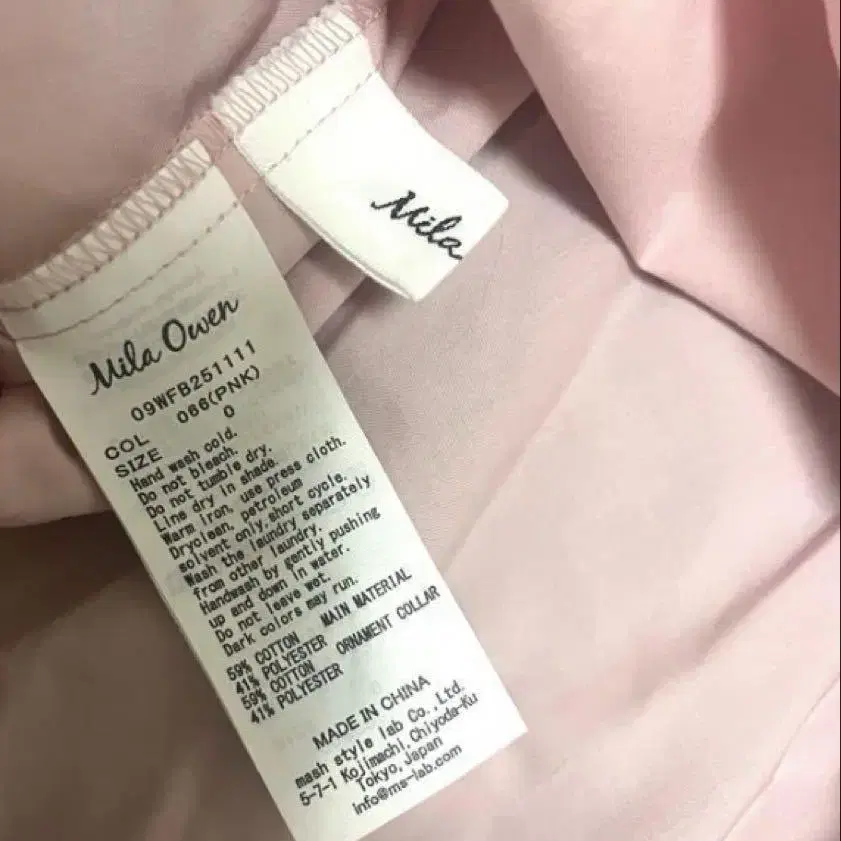 Mila
Mila Owen
09WFB251111
COL 066(PNK)
SIZE 0
Hand wash cold.
Do not bleach.
Do not tumble dry.
Line dry in shade.
Warm iron, use press cloth.
Dryclean, petroleum
solvent only,short cycle.
Wash the laundry separately
from other laundry.
Handwash by gently pushing
up and down in water.
Do not leave wet.
Dark colors may run.
59% COTTON MAIN MATERIAL
41% POLYESTER
59% COTTON ORNAMENT COLLAR
41% POLYESTER
MADE IN CHINA
mash style lab Co.,Ltd.
5-7-1 Kojimachi,Chiyoda-Ku
Tokyo,Japan
info@ms-lab.com